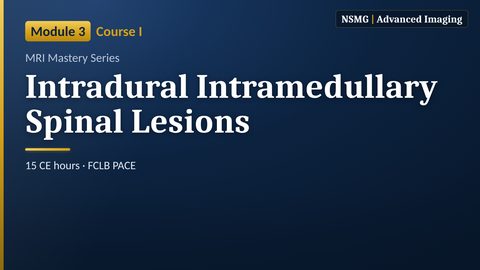 Module 3 Course I
NSMG | Advanced Imaging
MRI Mastery Series
Intradural Intramedullary
Spinal Lesions
15 CE hours · FCLB PACE